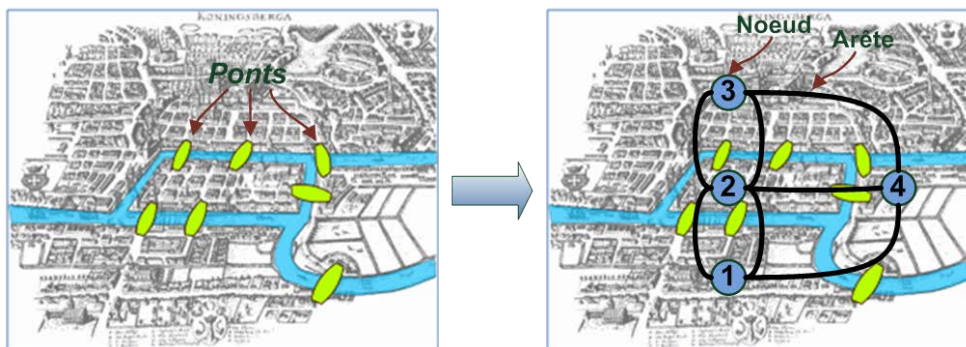 KONINGSBERGA
Ponts
KONINGSBERGA
Noeud
Arête
3
2
4
1